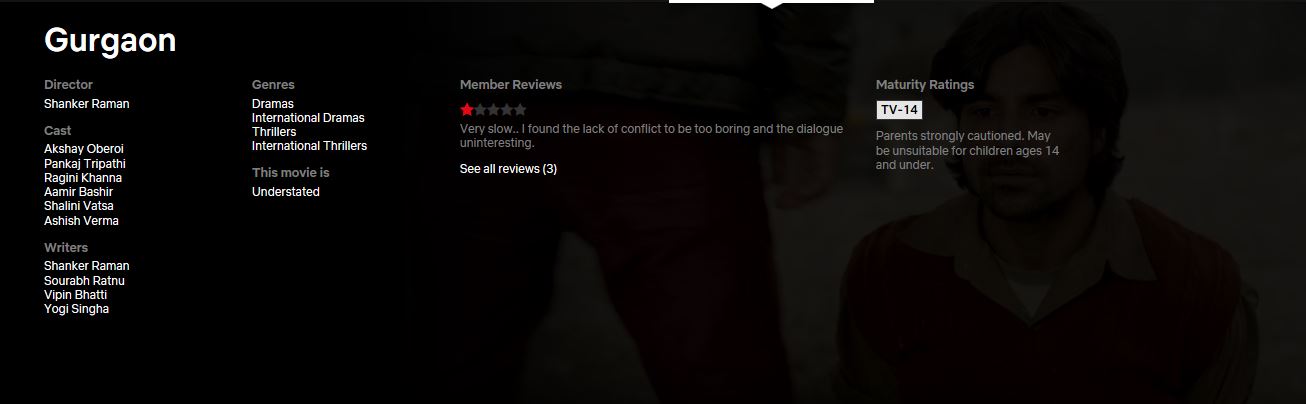 Gurgaon
Director
Shanker Raman
Cast
Akshay Oberoi
Pankaj Tripathi
Ragini Khanna
Aamir Bashir
Shalini Vatsa
Ashish Verma
Writers
Shanker Raman
Sourabh Ratnu
Vipin Bhatti
Yogi Singha
Genres
Dramas
International Dramas
Thrillers
International Thrillers
This movie is
Understated
Member Reviews
Very slow.. I found the lack of conflict to be too boring and the dialogue
uninteresting.
See all reviews (3)
Maturity Ratings
TV-14
Parents strongly cautioned. May
be unsuitable for children ages 14
and under.